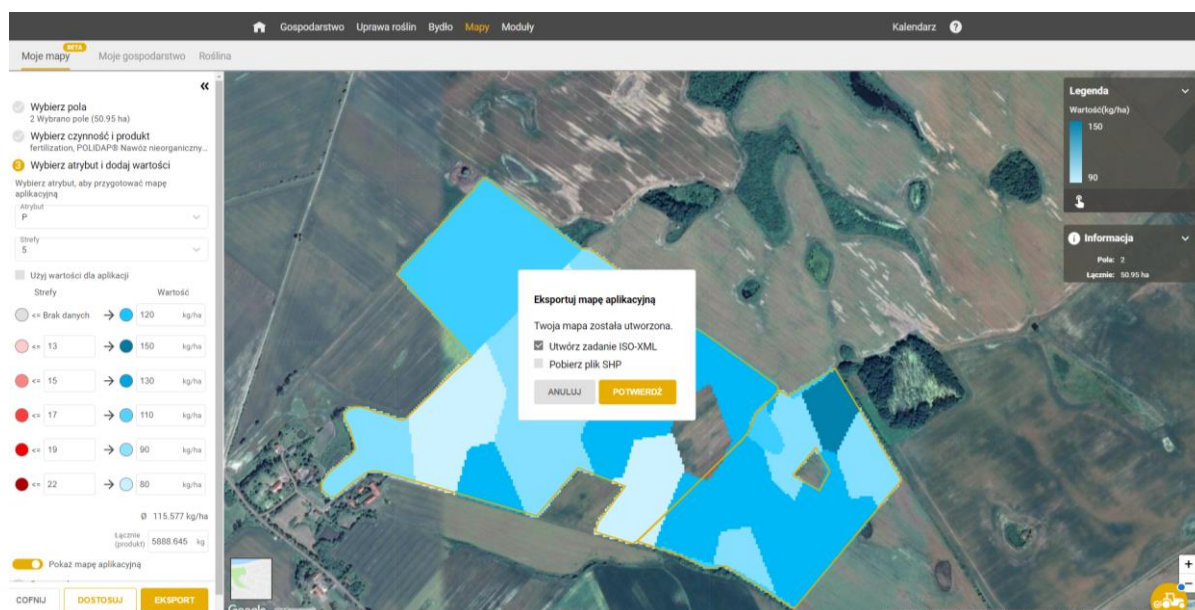 Gospodarstwo Uprawa roślin Bydło Mapy Moduły Kalendarz ?
BETA
Moje mapy Moje gospodarstwo Roślina
«
Wybierz pola
2 Wybrano pole (50.95 ha)
Wybierz czynność i produkt
fertilization, POLIDAP® Nawóz nieorganiczny...
3 Wybierz atrybut i dodaj wartości
Wybierz atrybut, aby przygotować mapę
aplikacyjną
Atrybut
P
Strefy
5
Użyj wartości dla aplikacji
Strefy Wartość
<= Brak danych → 120 kg/ha
<= 13 → 150 kg/ha
<= 15 → 130 kg/ha
<= 17 → 110 kg/ha
<= 19 → 90 kg/ha
<= 22 → 80 kg/ha
Ø 115.577 kg/ha
Łącznie
(produkt) 5888.645 kg
Pokaż mapę aplikacyjną
COFNIJ DOSTOSUJ EKSPORT
Google
Eksportuj mapę aplikacyjną
Twoja mapa została utworzona.
Utwórz zadanie ISO-XML
Pobierz plik SHP
ANULUJ POTWIERDŹ
Legenda
Wartość(kg/ha)
150
90
i Informacja
Pola: 2
Łącznie: 50.95 ha
+
−